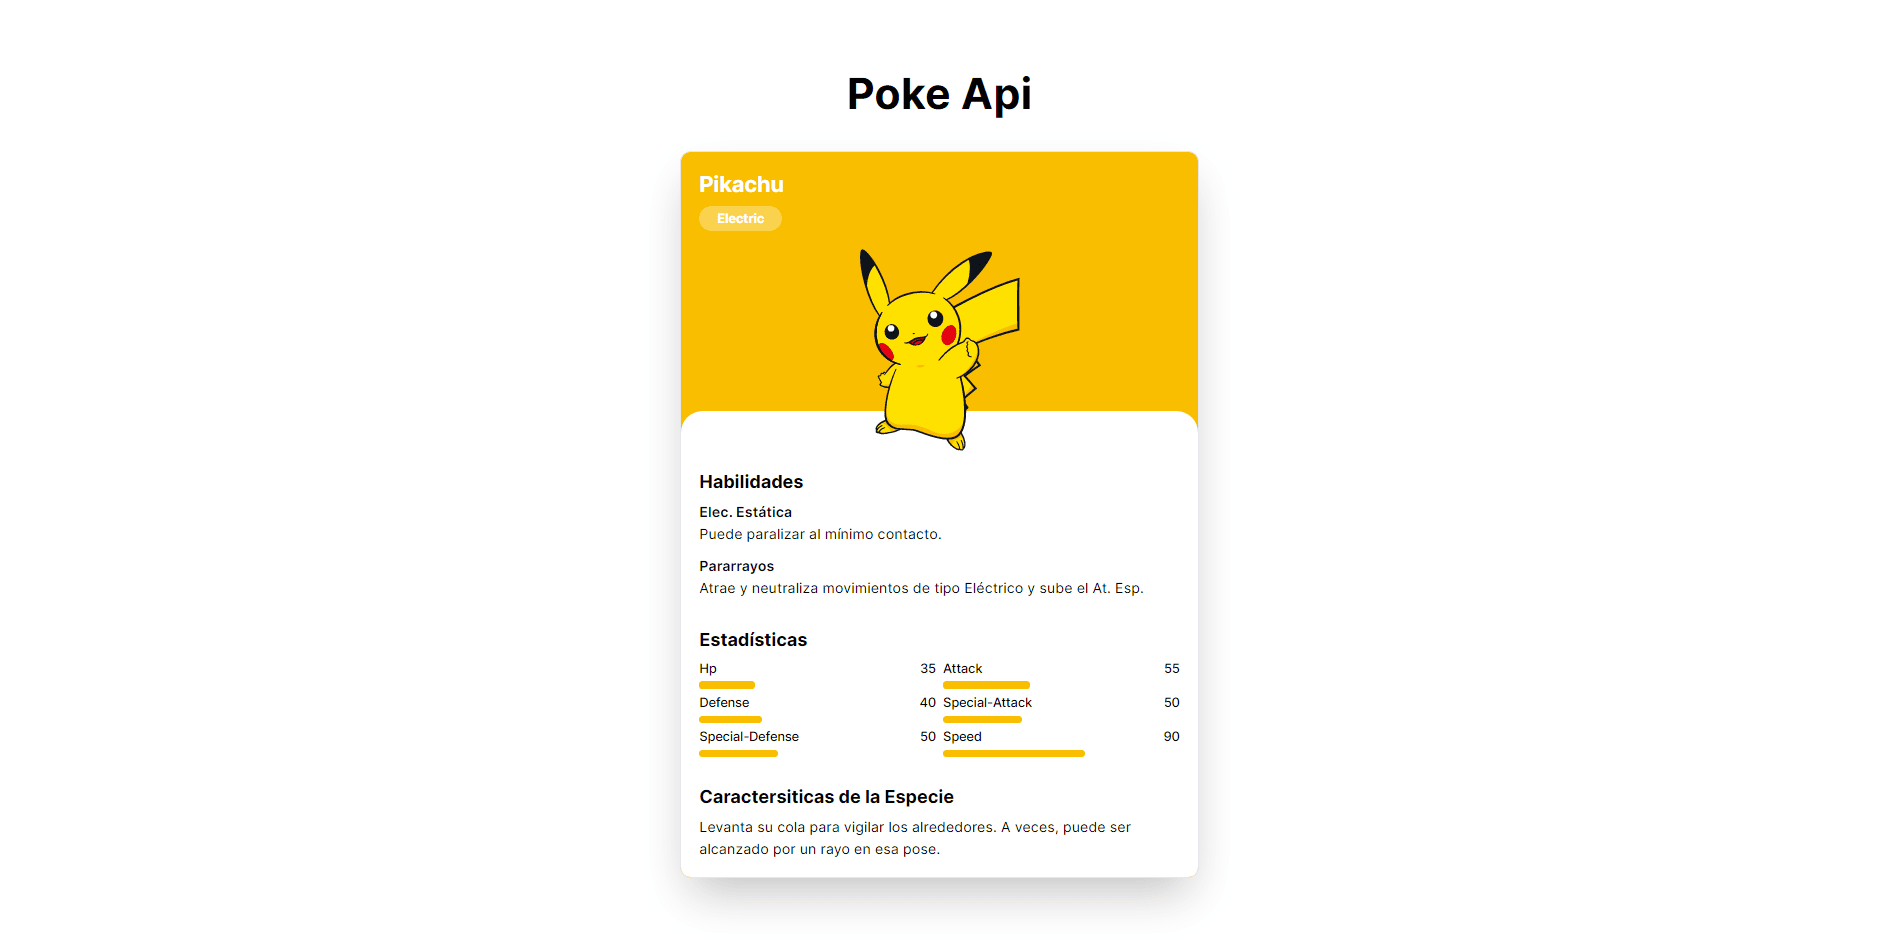 Poke Api
Pikachu
Electric
Habilidades
Elec. Estática
Puede paralizar al mínimo contacto.
Pararrayos
Atrae y neutraliza movimientos de tipo Eléctrico y sube el At. Esp.
Estadísticas
Hp 35 Attack 55
Defense 40 Special-Attack 50
Special-Defense 50 Speed 90
Caractersiticas de la Especie
Levanta su cola para vigilar los alrededores. A veces, puede ser
alcanzado por un rayo en esa pose.